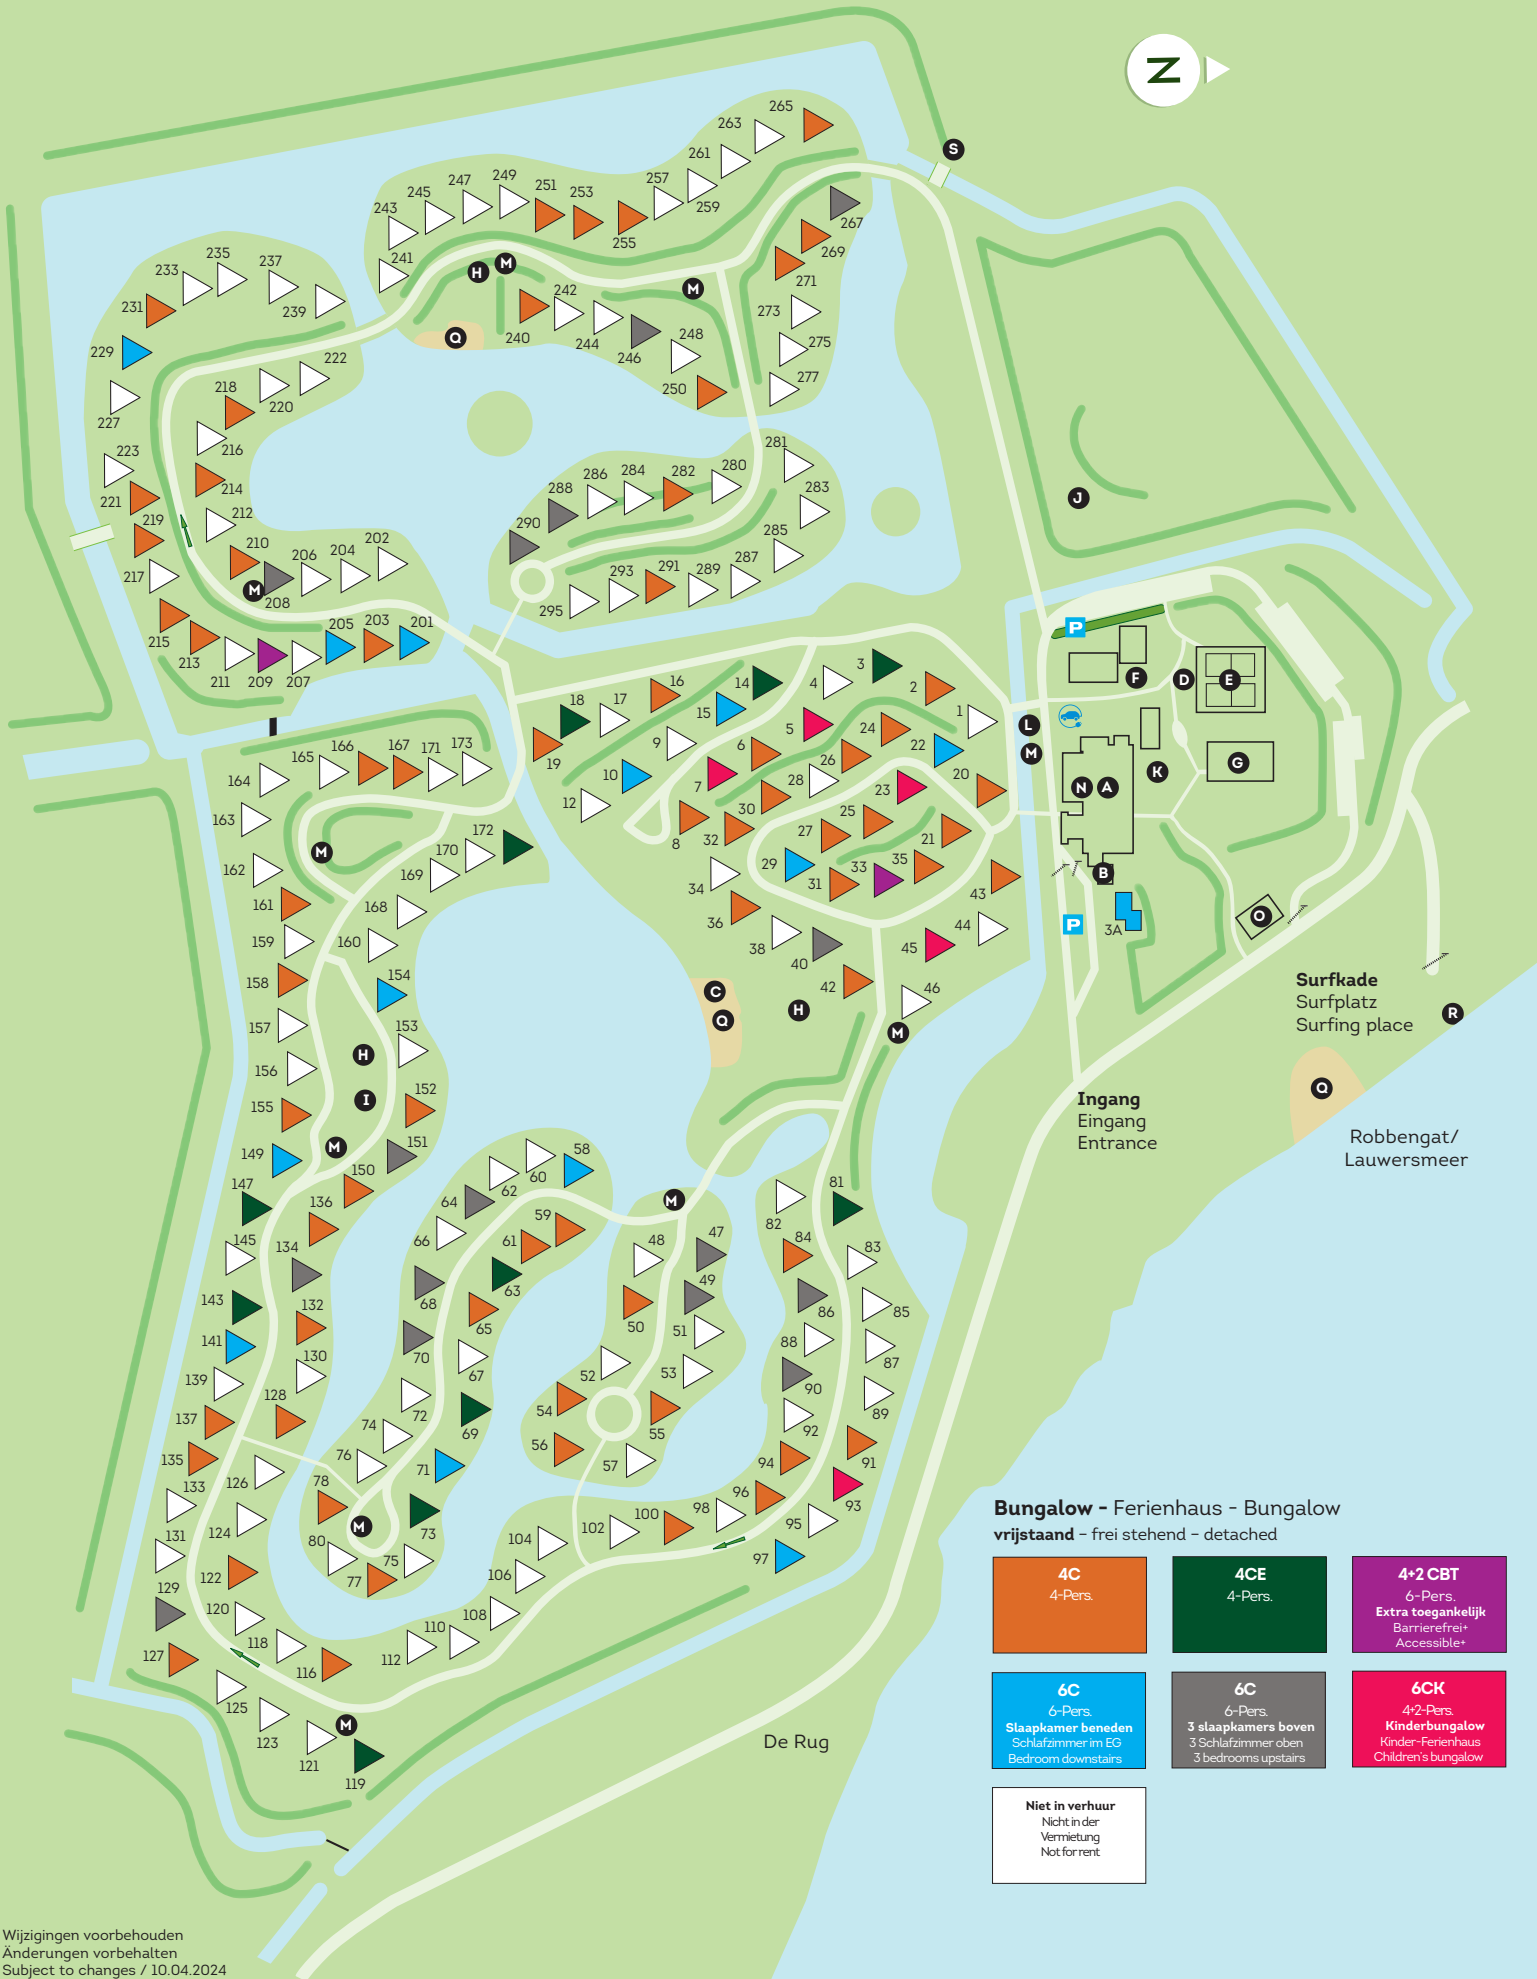 N
S
265
263
261
257
259
249
251
253
247
245
243
255
241
267
269
271
273
275
277
H
M
M
Q
242
240
244
246
248
250
235
237
233
231
239
229
227
222
218
220
216
223
221
214
219
212
210
206
204
202
217
M
208
215
213
211
209
207
205
203
201
281
280
282
284
286
288
290
283
285
287
289
291
293
295
J
P
F
D
E
L
M
K
G
N
A
B
3A
P
O
3
4
14
16
17
18
15
2
1
5
24
22
19
9
6
26
10
7
28
23
20
12
30
25
8
32
27
21
29
33
35
34
31
43
36
38
40
44
45
42
46
C
Q
H
M
166
167
171
173
165
164
163
172
M
170
169
162
161
168
159
160
158
154
157
153
H
156
I
152
155
M
151
149
150
147
136
145
134
143
132
141
130
139
128
137
135
126
133
124
131
122
129
120
127
118
116
125
123
M
121
119
58
60
62
64
66
59
61
63
68
65
70
67
72
69
74
76
71
78
73
M
80
75
77
M
48
47
49
50
51
52
53
54
55
56
57
81
82
84
83
86
85
88
87
90
89
92
91
94
93
96
95
98
97
100
102
104
106
108
110
112
Surfkade
Surfplatz
Surfing place
R
Q
Ingang
Eingang
Entrance
Robbengat/
Lauwersmeer
De Rug
Bungalow - Ferienhaus - Bungalow
vrijstaand - frei stehend - detached
4C
4-Pers.
4CE
4-Pers.
4+2 CBT
6-Pers.
Extra toegankelijk
Barrierefrei+
Accessible+
6C
6-Pers.
Slaapkamer beneden
Schlafzimmer im EG
Bedroom downstairs
6C
6-Pers.
3 slaapkamers boven
3 Schlafzimmer oben
3 bedrooms upstairs
6CK
4+2-Pers.
Kinderbungalow
Kinder-Ferienhaus
Children's bungalow
Niet in verhuur
Nicht in der
Vermietung
Not for rent
Wijzigingen voorbehouden
Änderungen vorbehalten
Subject to changes / 10.04.2024